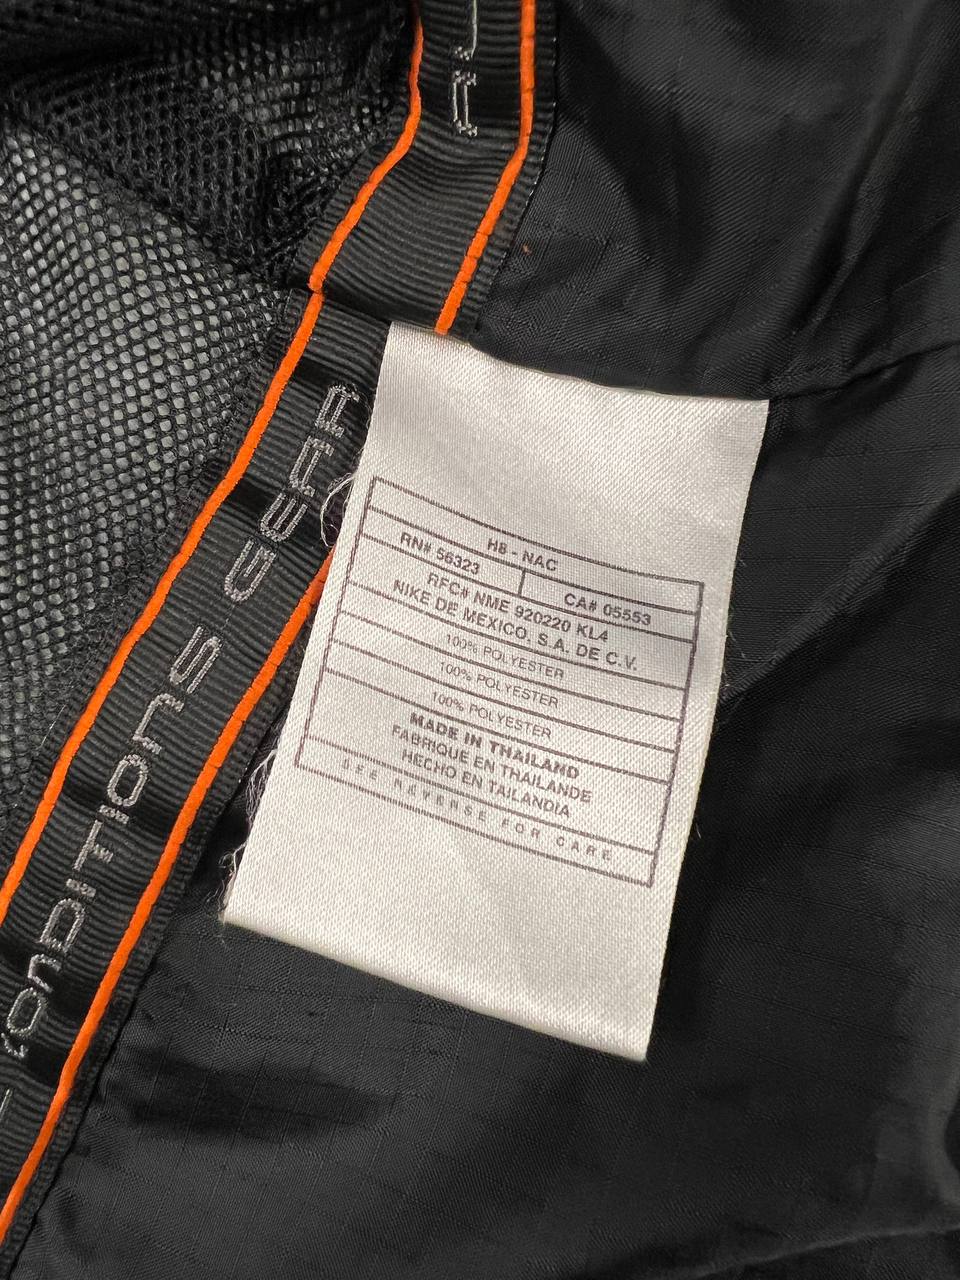 GEAR
CONDITIONS
H8 - NAC
RN# 56323
CA# 05553
RFC# NME 920220 KL4
NIKE DE MEXICO. S.A. DE C.V.
100% POLYESTER
100% POLYESTER
100% POLYESTER
MADE IN THAILAND
FABRIQUE EN THAILANDE
HECHO EN TAILANDIA
SEE REVERSE FOR CARE